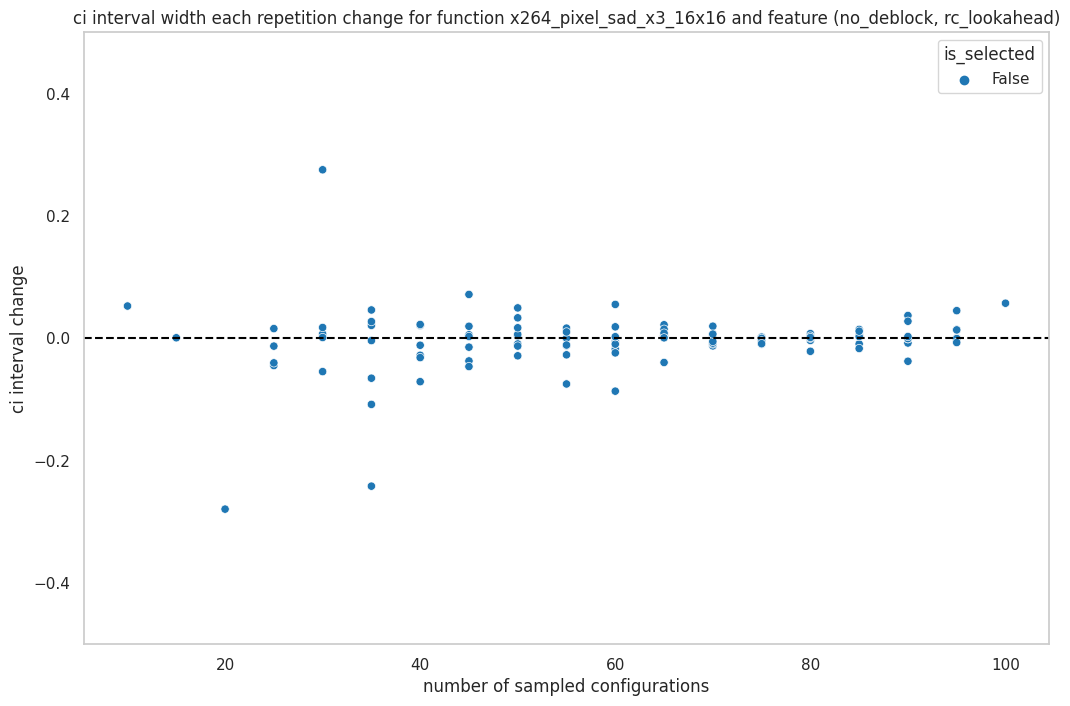 ci interval width each repetition change for function x264_pixel_sad_x3_16x16 and feature (no_deblock, rc_lookahead)
is_selected
False
0.4
0.2
0.0
−0.2
−0.4
ci interval change
20
40
60
80
100
number of sampled configurations